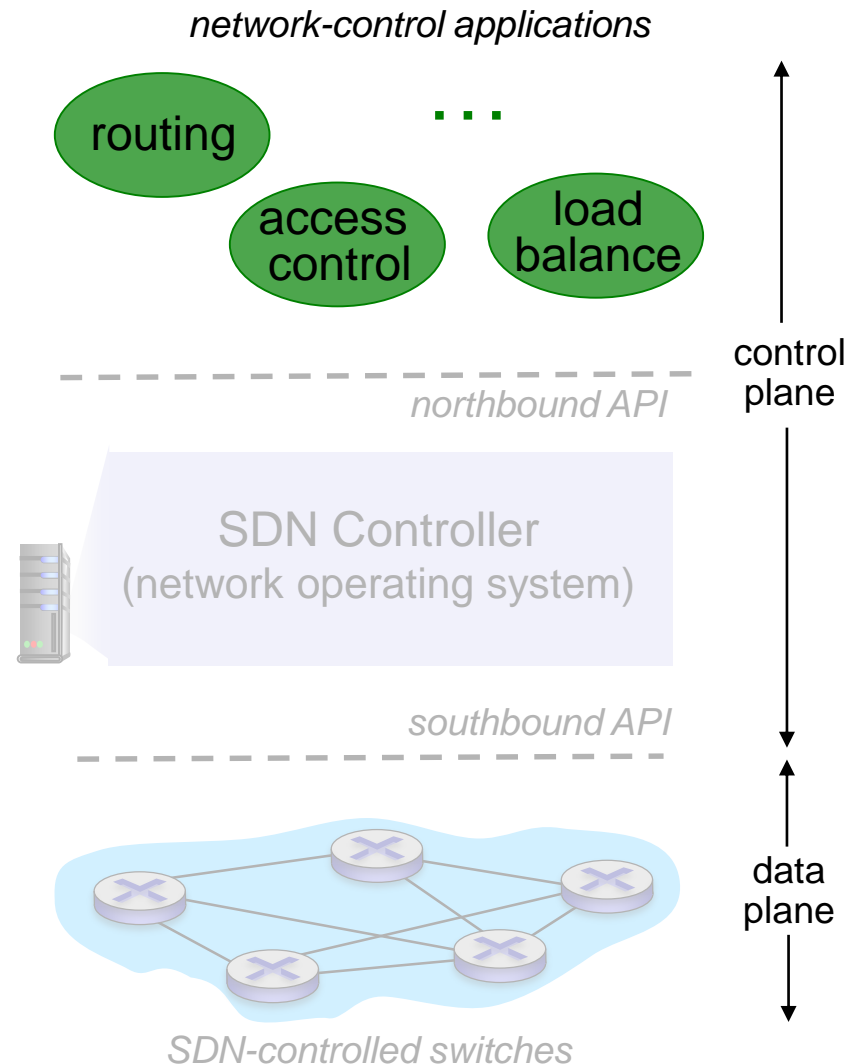 network-control applications
routing
...
access
control
load
balance
control
plane
northbound API
SDN Controller
(network operating system)
southbound API
data
plane
SDN-controlled switches